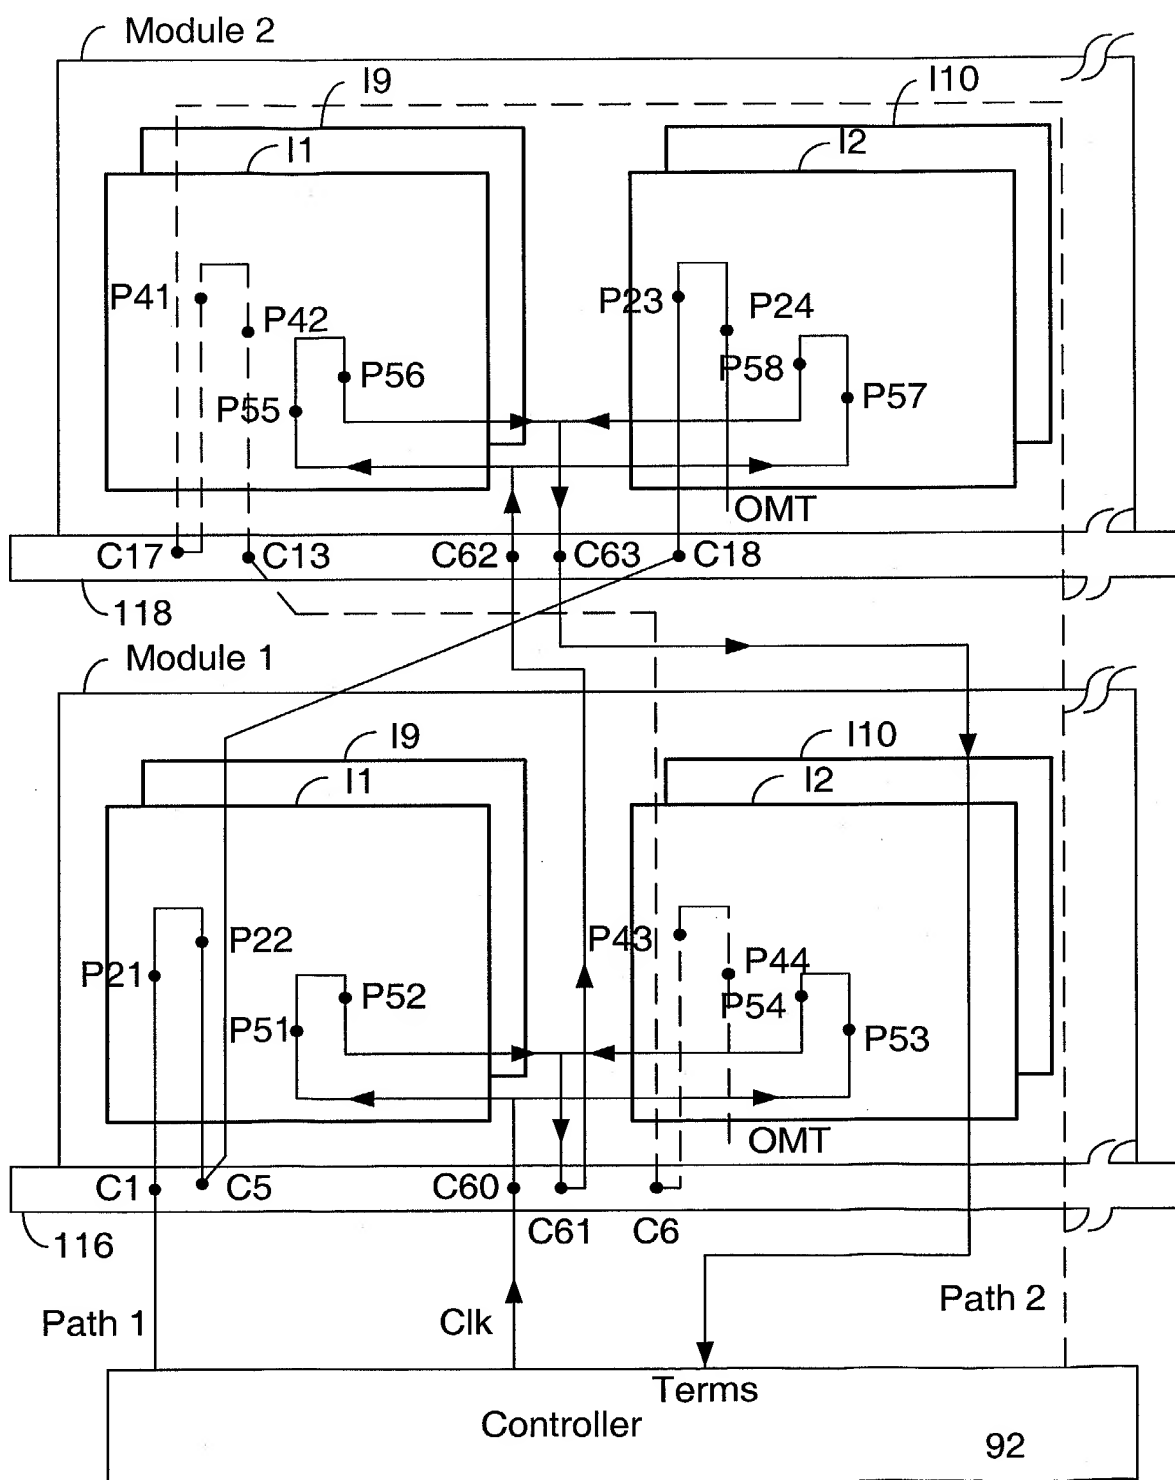 Module 2
I9
I10
I1
I2
P41
P42
P23
P24
P56
P58
P55
P57
OMT
C17
C13
C62
C63
C18
118
Module 1
I9
I10
I1
I2
P22
P43
P21
P44
P52
P54
P51
P53
OMT
C1
C5
C60
C61
C6
116
Path 1
Clk
Path 2
Terms
Controller
92